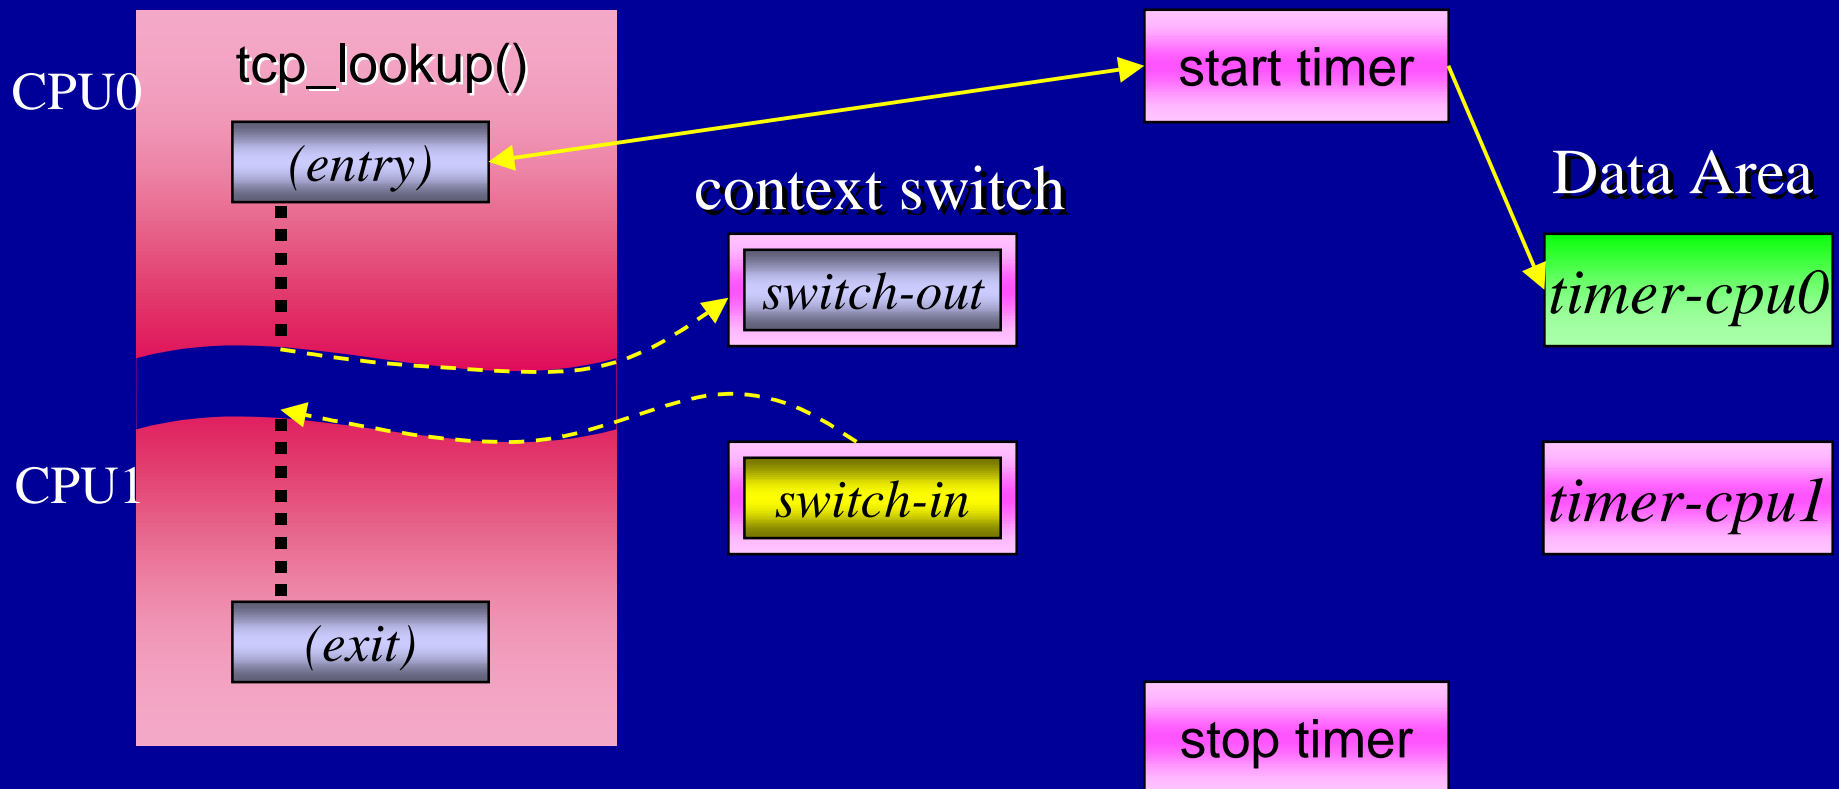 CPU0
tcp_lookup()
(entry)
start timer
context switch
Data Area
switch-out
timer-cpu0
CPU1
switch-in
timer-cpu1
(exit)
stop timer